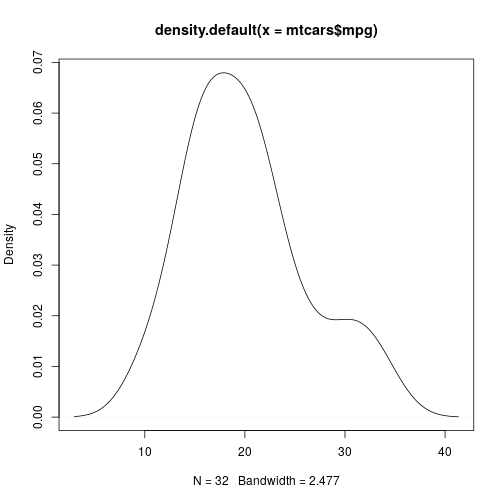 density.default(x = mtcars$mpg)
0.07
0.06
0.05
0.04
0.03
0.02
0.01
0.00
Density
10 20 30 40
N = 32 Bandwidth = 2.477